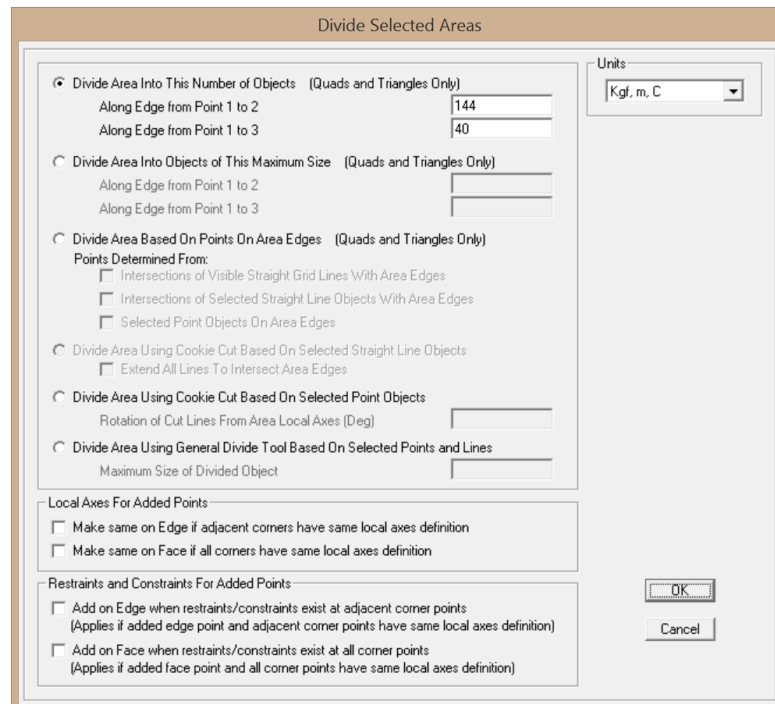 Divide Selected Areas
Divide Area Into This Number of Objects (Quads and Triangles Only)
Along Edge from Point 1 to 2 144
Along Edge from Point 1 to 3 40
Divide Area Into Objects of This Maximum Size (Quads and Triangles Only)
Along Edge from Point 1 to 2
Along Edge from Point 1 to 3
Divide Area Based On Points On Area Edges (Quads and Triangles Only)
Points Determined From:
Intersections of Visible Straight Grid Lines With Area Edges
Intersections of Selected Straight Line Objects With Area Edges
Selected Point Objects On Area Edges
Divide Area Using Cookie Cut Based On Selected Straight Line Objects
Extend All Lines To Intersect Area Edges
Divide Area Using Cookie Cut Based On Selected Point Objects
Rotation of Cut Lines From Area Local Axes (Deg)
Divide Area Using General Divide Tool Based On Selected Points and Lines
Maximum Size of Divided Object
Units
Kgf, m, C
Local Axes For Added Points
Make same on Edge if adjacent corners have same local axes definition
Make same on Face if all corners have same local axes definition
Restraints and Constraints For Added Points
Add on Edge when restraints/constraints exist at adjacent corner points
(Applies if added edge point and adjacent corner points have same local axes definition)
Add on Face when restraints/constraints exist at all corner points
(Applies if added face point and all corner points have same local axes definition)
OK
Cancel